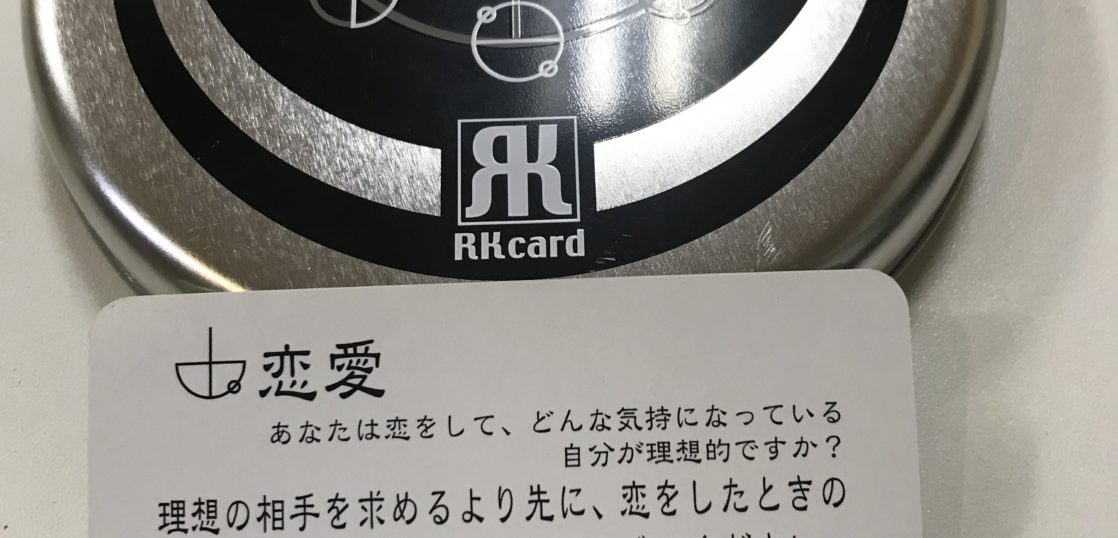 RK
RKcard
恋愛
あなたは恋をして、どんな気持になっている
自分が理想的ですか？
理想の相手を求めるより先に、恋をしたときの